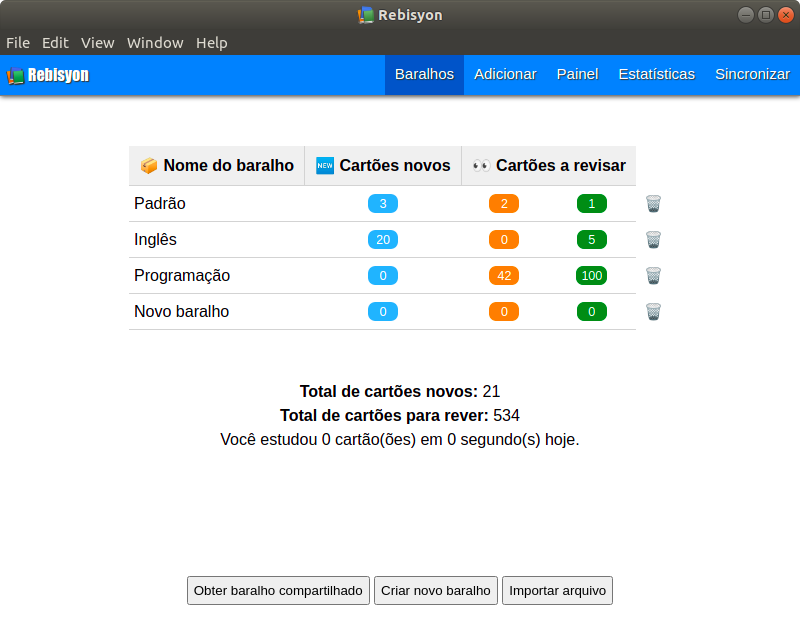 Rebisyon
File Edit View Window Help
Rebisyon Baralhos Adicionar Painel Estatísticas Sincronizar
Nome do baralho NEW Cartões novos Cartões a revisar
Padrão 3 2 1
Inglês 20 0 5
Programação 0 42 100
Novo baralho 0 0 0
Total de cartões novos: 21
Total de cartões para rever: 534
Você estudou 0 cartão(ões) em 0 segundo(s) hoje.
Obter baralho compartilhado Criar novo baralho Importar arquivo